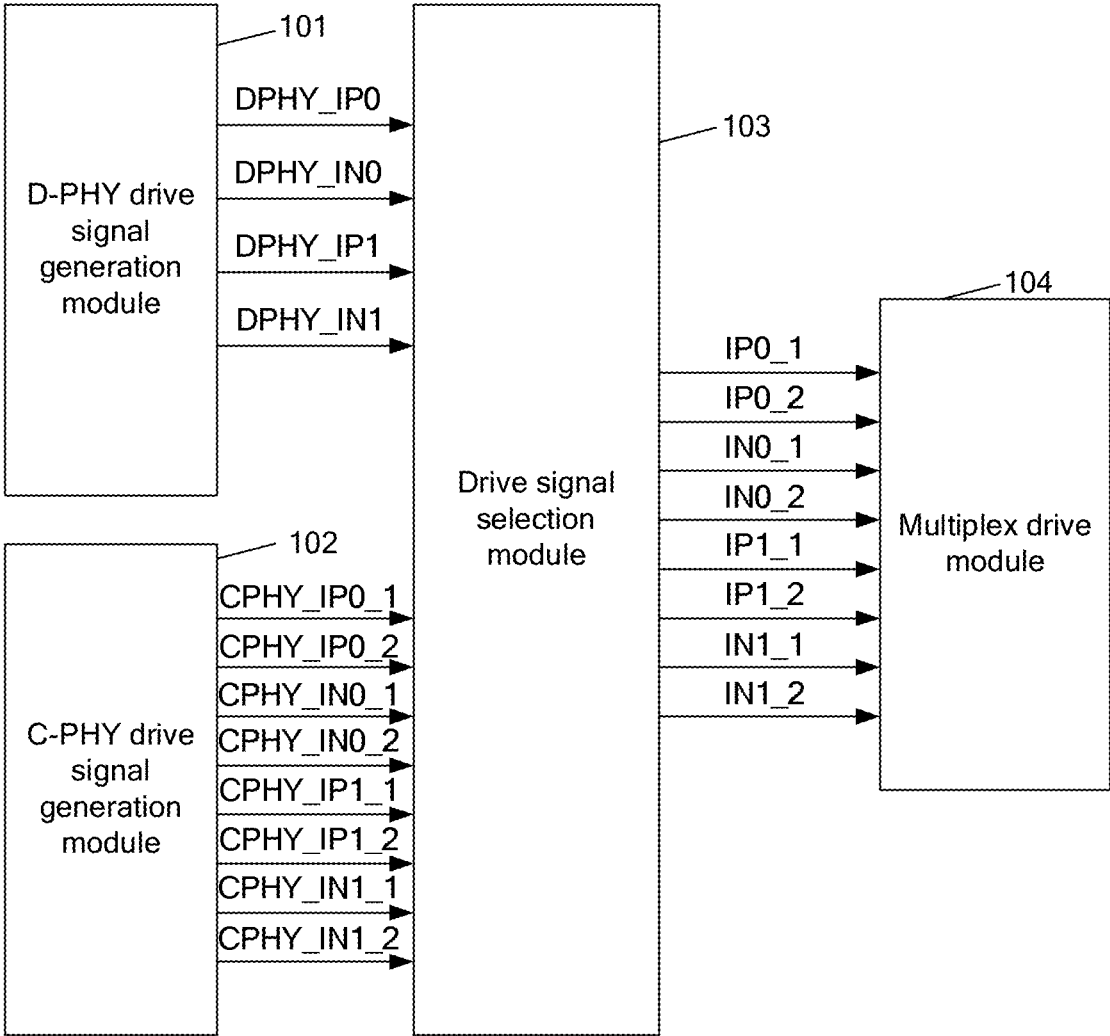 101
D-PHY drive
signal
generation
module
DPHY_IP0
DPHY_IN0
DPHY_IP1
DPHY_IN1
102
C-PHY drive
signal
generation
module
CPHY_IP0_1
CPHY_IP0_2
CPHY_IN0_1
CPHY_IN0_2
CPHY_IP1_1
CPHY_IP1_2
CPHY_IN1_1
CPHY_IN1_2
103
Drive signal
selection
module
IP0_1
IP0_2
IN0_1
IN0_2
IP1_1
IP1_2
IN1_1
IN1_2
104
Multiplex drive
module